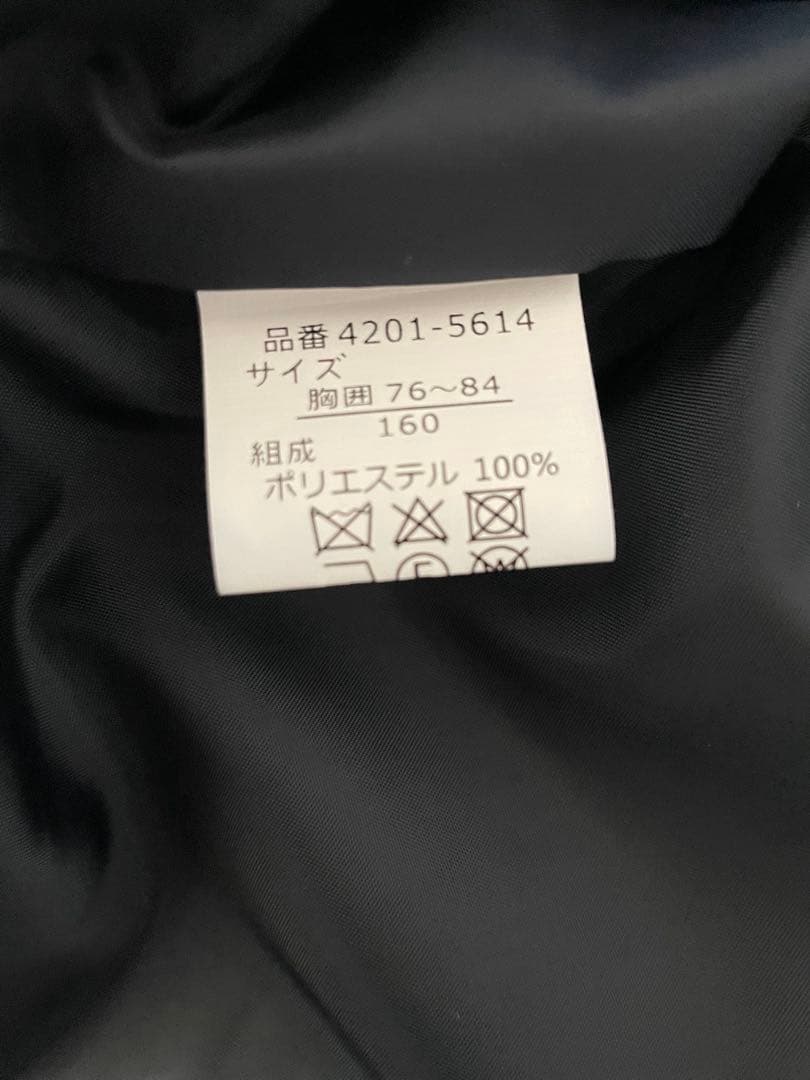 品番 4201-5614
サイズ
胸囲 76～84
160
組成
ポリエステル 100%